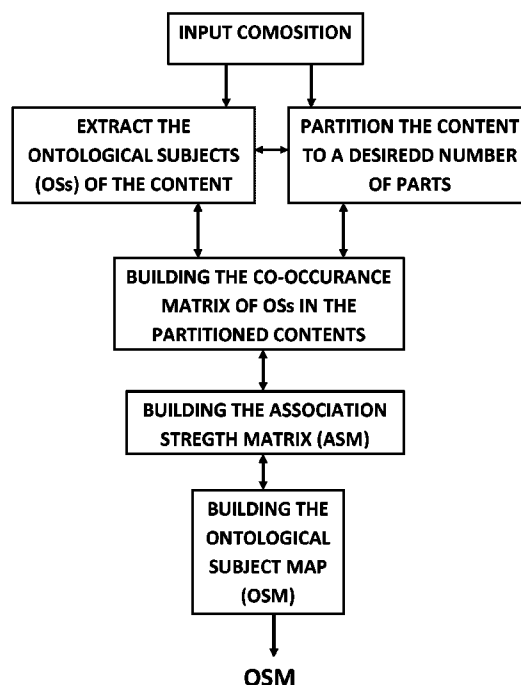 INPUT COMOSITION
EXTRACT THE
ONTOLOGICAL SUBJECTS
(OSs) OF THE CONTENT
PARTITION THE CONTENT
TO A DESIREDD NUMBER
OF PARTS
BUILDING THE CO-OCCURANCE
MATRIX OF OSs IN THE
PARTITIONED CONTENTS
BUILDING THE ASSOCIATION
STREGTH MATRIX (ASM)
BUILDING THE
ONTOLOGICAL
SUBJECT MAP
(OSM)
OSM